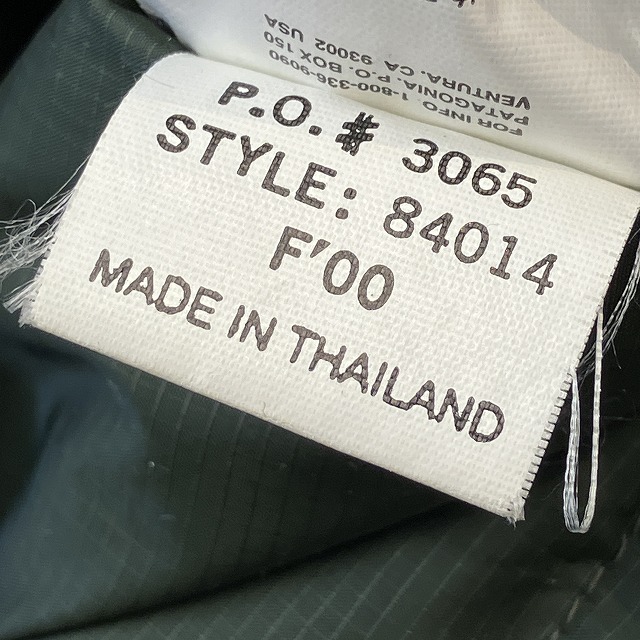 P.O. # 3065
STYLE: 84014
F'00
MADE IN THAILAND
FOR INFO 1-800-336-9090
PATAGONIA, P.O. BOX 150
VENTURA, CA 93002 USA